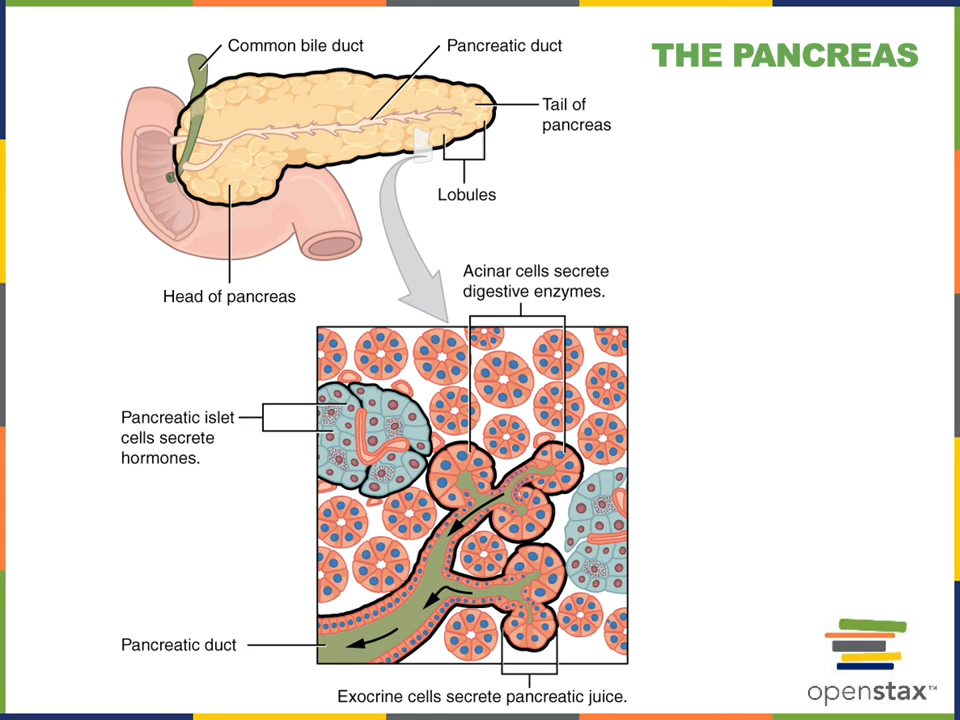 THE PANCREAS
Common bile duct
Pancreatic duct
Tail of
pancreas
Lobules
Head of pancreas
Acinar cells secrete
digestive enzymes.
Pancreatic islet
cells secrete
hormones.
Pancreatic duct
Exocrine cells secrete pancreatic juice.
openstax™